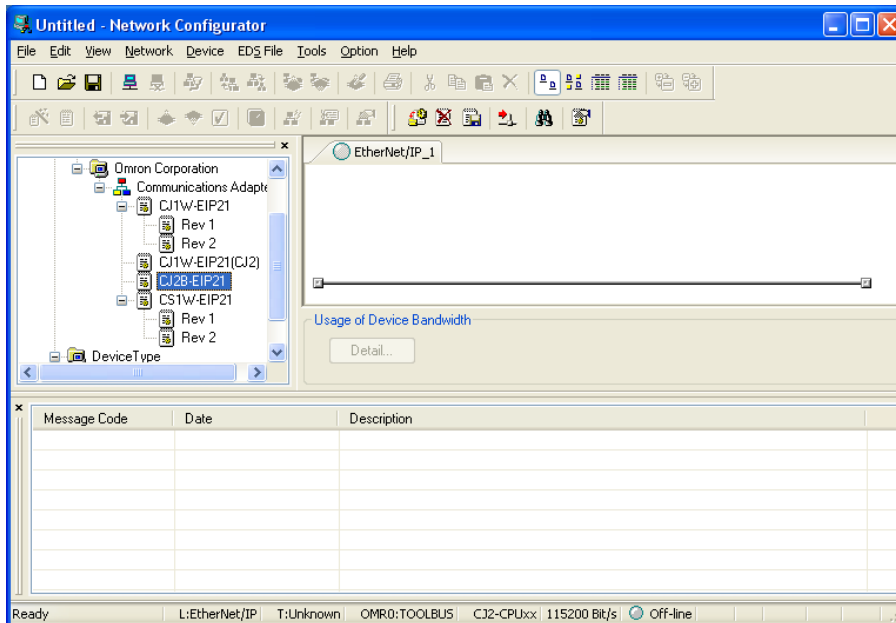 Untitled - Network Configurator
File Edit View Network Device EDS File Tools Option Help
Omron Corporation
Communications Adapte
CJ1W-EIP21
Rev 1
Rev 2
CJ1W-EIP21(CJ2)
CJ2B-EIP21
CS1W-EIP21
Rev 1
Rev 2
DeviceType
EtherNet/IP_1
Usage of Device Bandwidth
Detail...
Message Code Date Description
Ready L:EtherNet/IP T:Unknown OMR0:TOOLBUS CJ2-CPUxx 115200 Bit/s Off-line